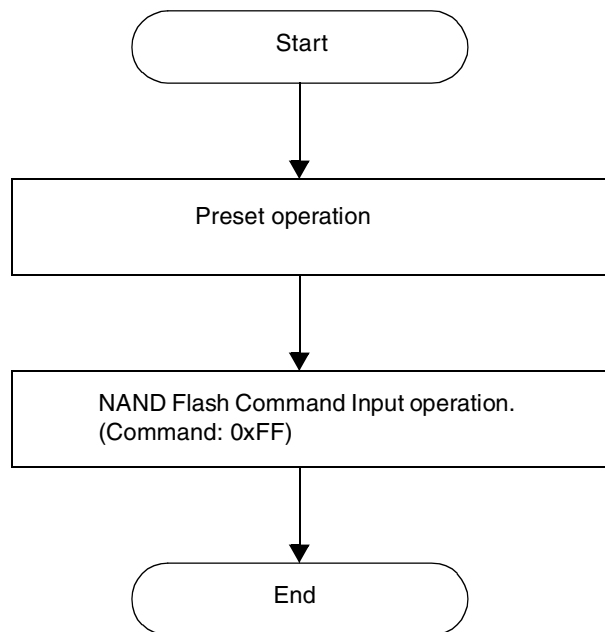 Start
Preset operation
NAND Flash Command Input operation.
(Command: 0xFF)
End